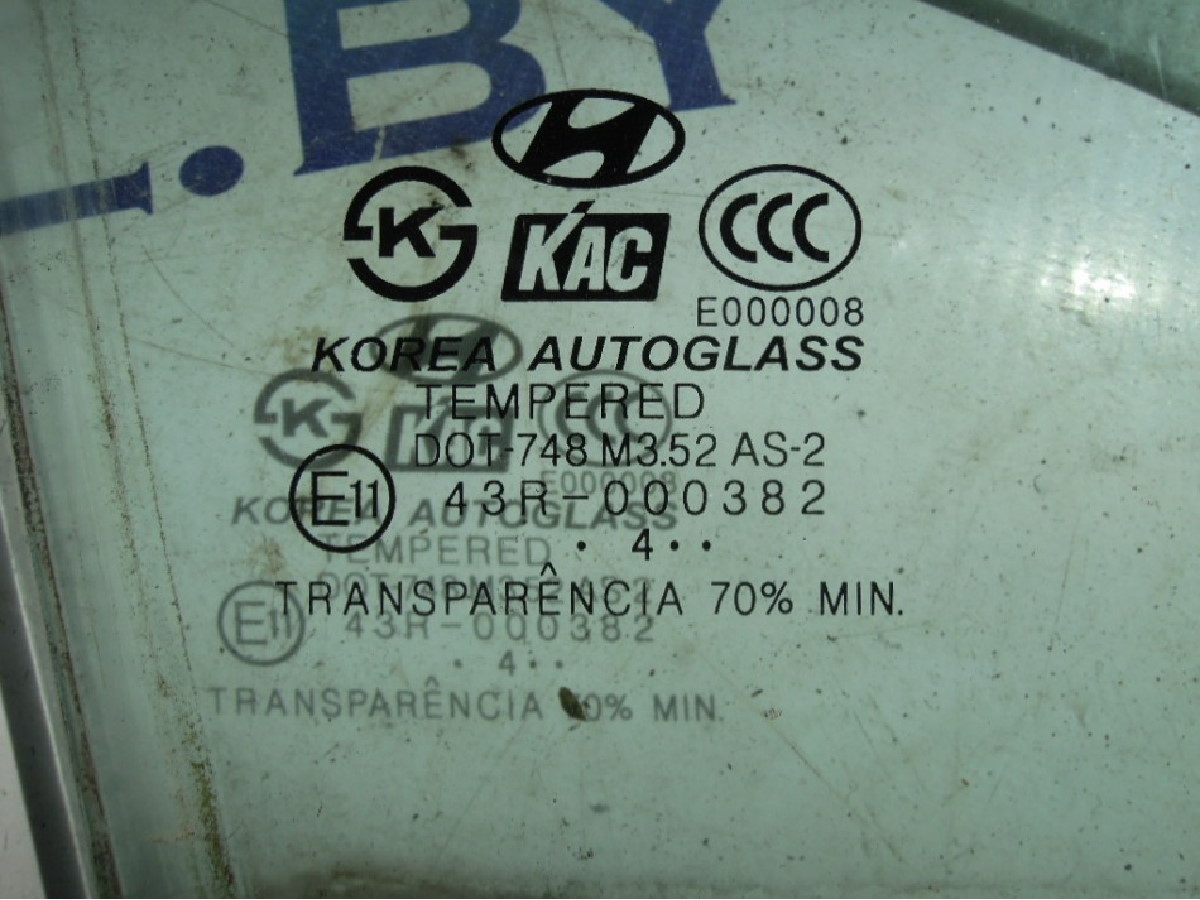 L.BY
K
KAC
CCC
E000008
KOREA AUTOGLASS
TEMPERED
DOT-748 M3.52 AS-2
E11 43R-000382
· 4 · ·
TRANSPARÊNCIA 70% MIN.